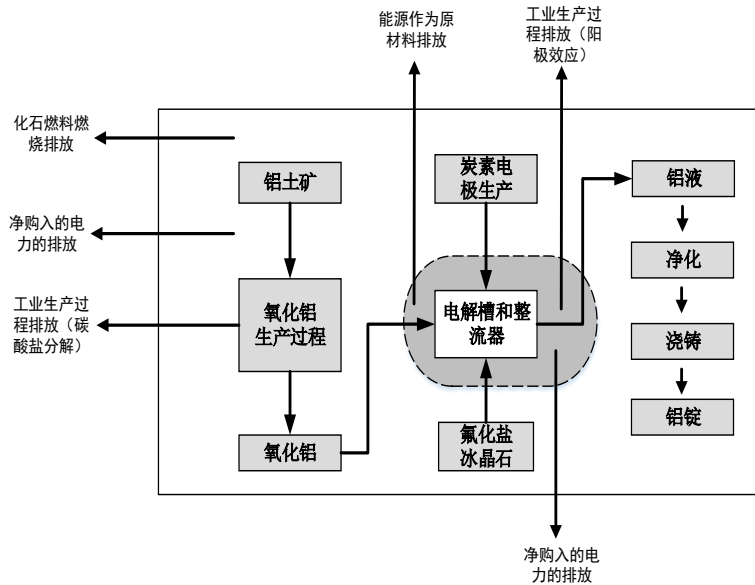 能源作为原
材料排放
工业生产过
程排放（阳
极效应）
化石燃料燃
烧排放
铝土矿
炭素电
极生产
铝液
净购入的电
力的排放
净化
工业生产过
程排放（碳
酸盐分解）
氧化铝
生产过程
电解槽和整
流器
浇铸
铝锭
氧化铝
氟化盐
冰晶石
净购入的电
力的排放